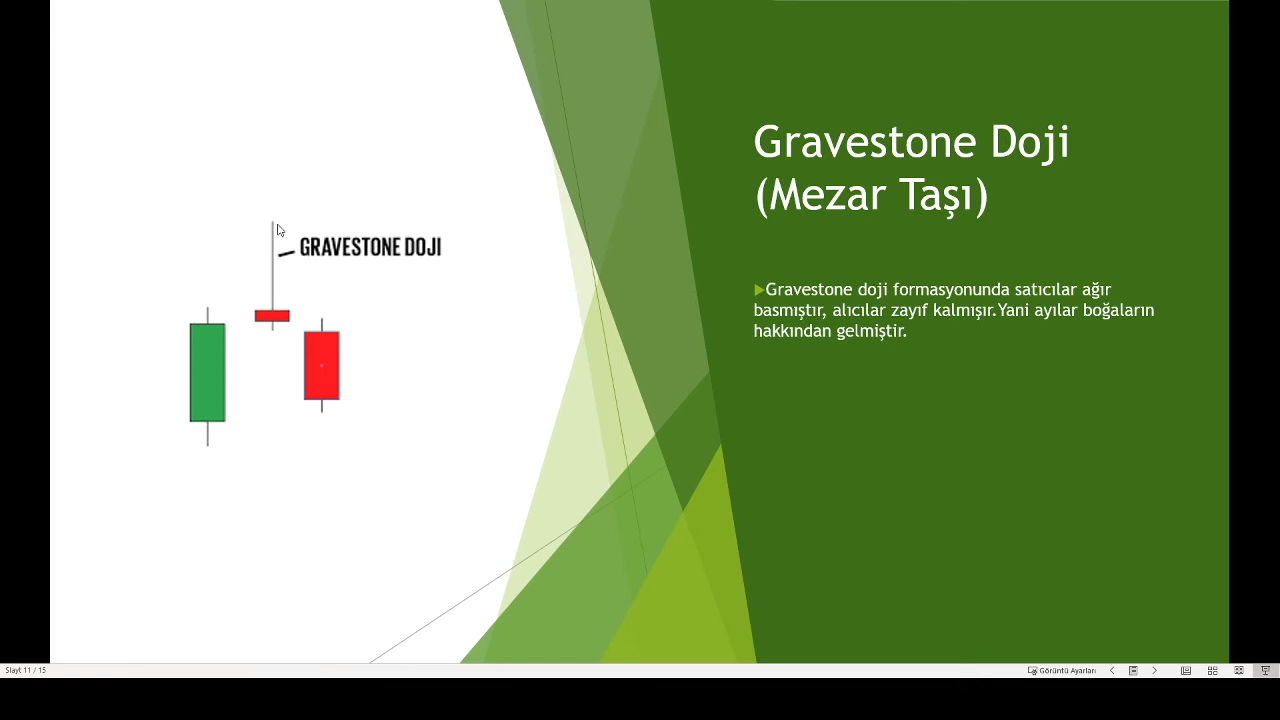 GRAVESTONE DOJI
Gravestone Doji
(Mezar Taşı)
Gravestone doji formasyonunda satıcılar ağır
basmıştır, alıcılar zayıf kalmışır.Yani ayılar boğaların
hakkından gelmiştir.
Slayt 11 / 15
Görüntü Ayarları